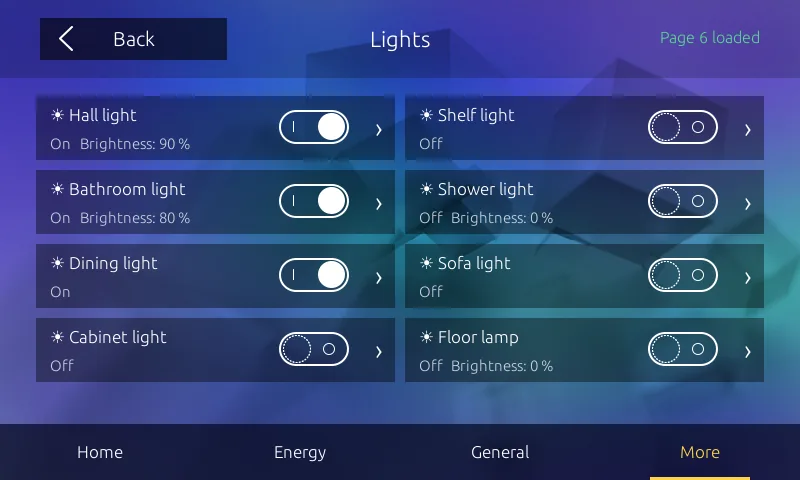 Back
Lights
Page 6 loaded
Hall light
On Brightness: 90 %
Shelf light
Off
Bathroom light
On Brightness: 80 %
Shower light
Off Brightness: 0 %
Dining light
On
Sofa light
Off
Cabinet light
Off
Floor lamp
Off Brightness: 0 %
Home
Energy
General
More